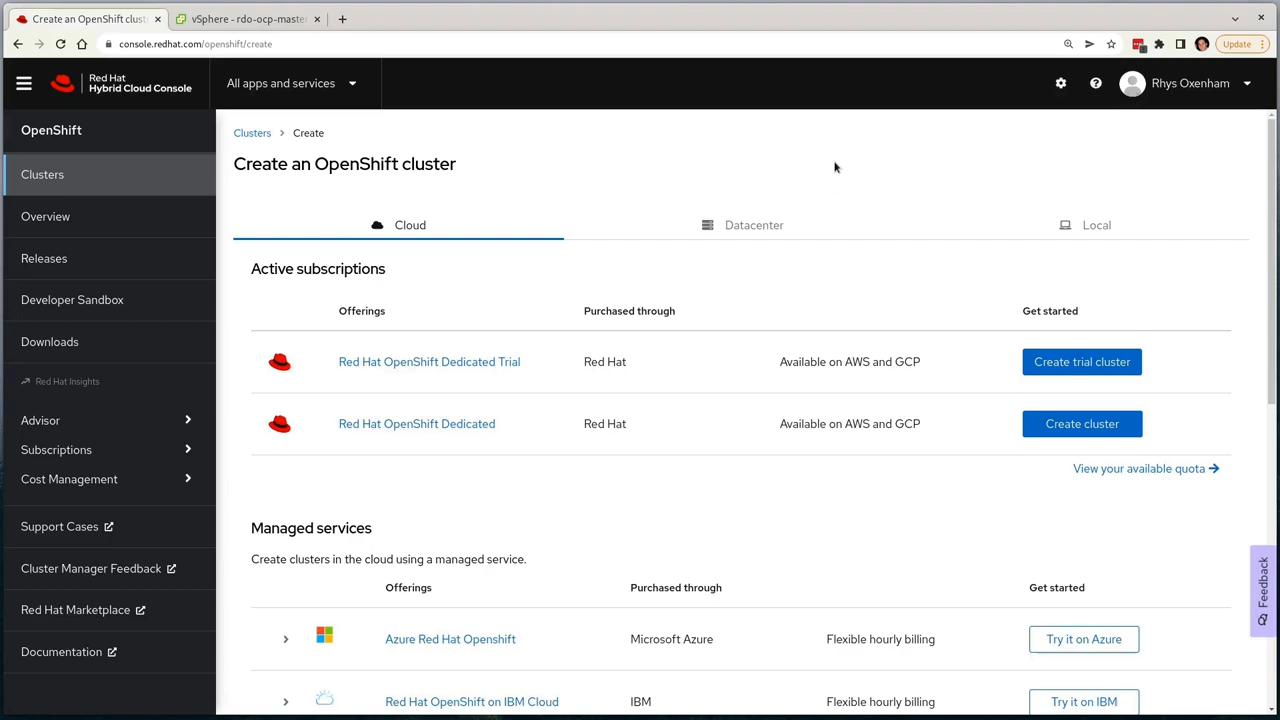 Create an OpenShift clust
vSphere - rdo-ocp-maste
console.redhat.com/openshift/create
Update
Red Hat
Hybrid Cloud Console
All apps and services
Rhys Oxenham
OpenShift
Clusters
Overview
Releases
Developer Sandbox
Downloads
Red Hat Insights
Advisor
Subscriptions
Cost Management
Support Cases
Cluster Manager Feedback
Red Hat Marketplace
Documentation
Clusters > Create
Create an OpenShift cluster
Cloud
Datacenter
Local
Active subscriptions
Offerings Purchased through Get started
Red Hat OpenShift Dedicated Trial Red Hat Available on AWS and GCP Create trial cluster
Red Hat OpenShift Dedicated Red Hat Available on AWS and GCP Create cluster
View your available quota
Managed services
Create clusters in the cloud using a managed service.
Offerings Purchased through Get started
Azure Red Hat Openshift Microsoft Azure Flexible hourly billing Try it on Azure
Red Hat OpenShift on IBM Cloud IBM Flexible hourly billing Try it on IBM
Feedback